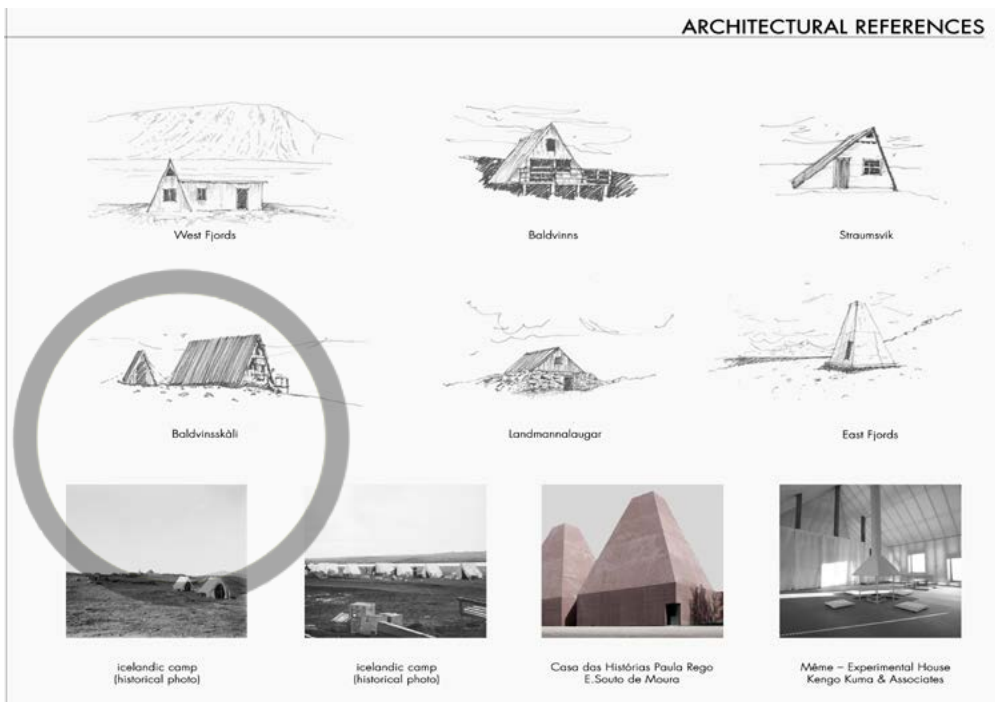 ARCHITECTURAL REFERENCES
West Fjords
Baldvinns
Straumsvik
Baldvinsskàli
Landmannalaugar
East Fjords
icelandic camp
(historical photo)
icelandic camp
(historical photo)
Casa das Histórias Paula Rego
E.Souto de Moura
Même – Experimental House
Kengo Kuma & Associates